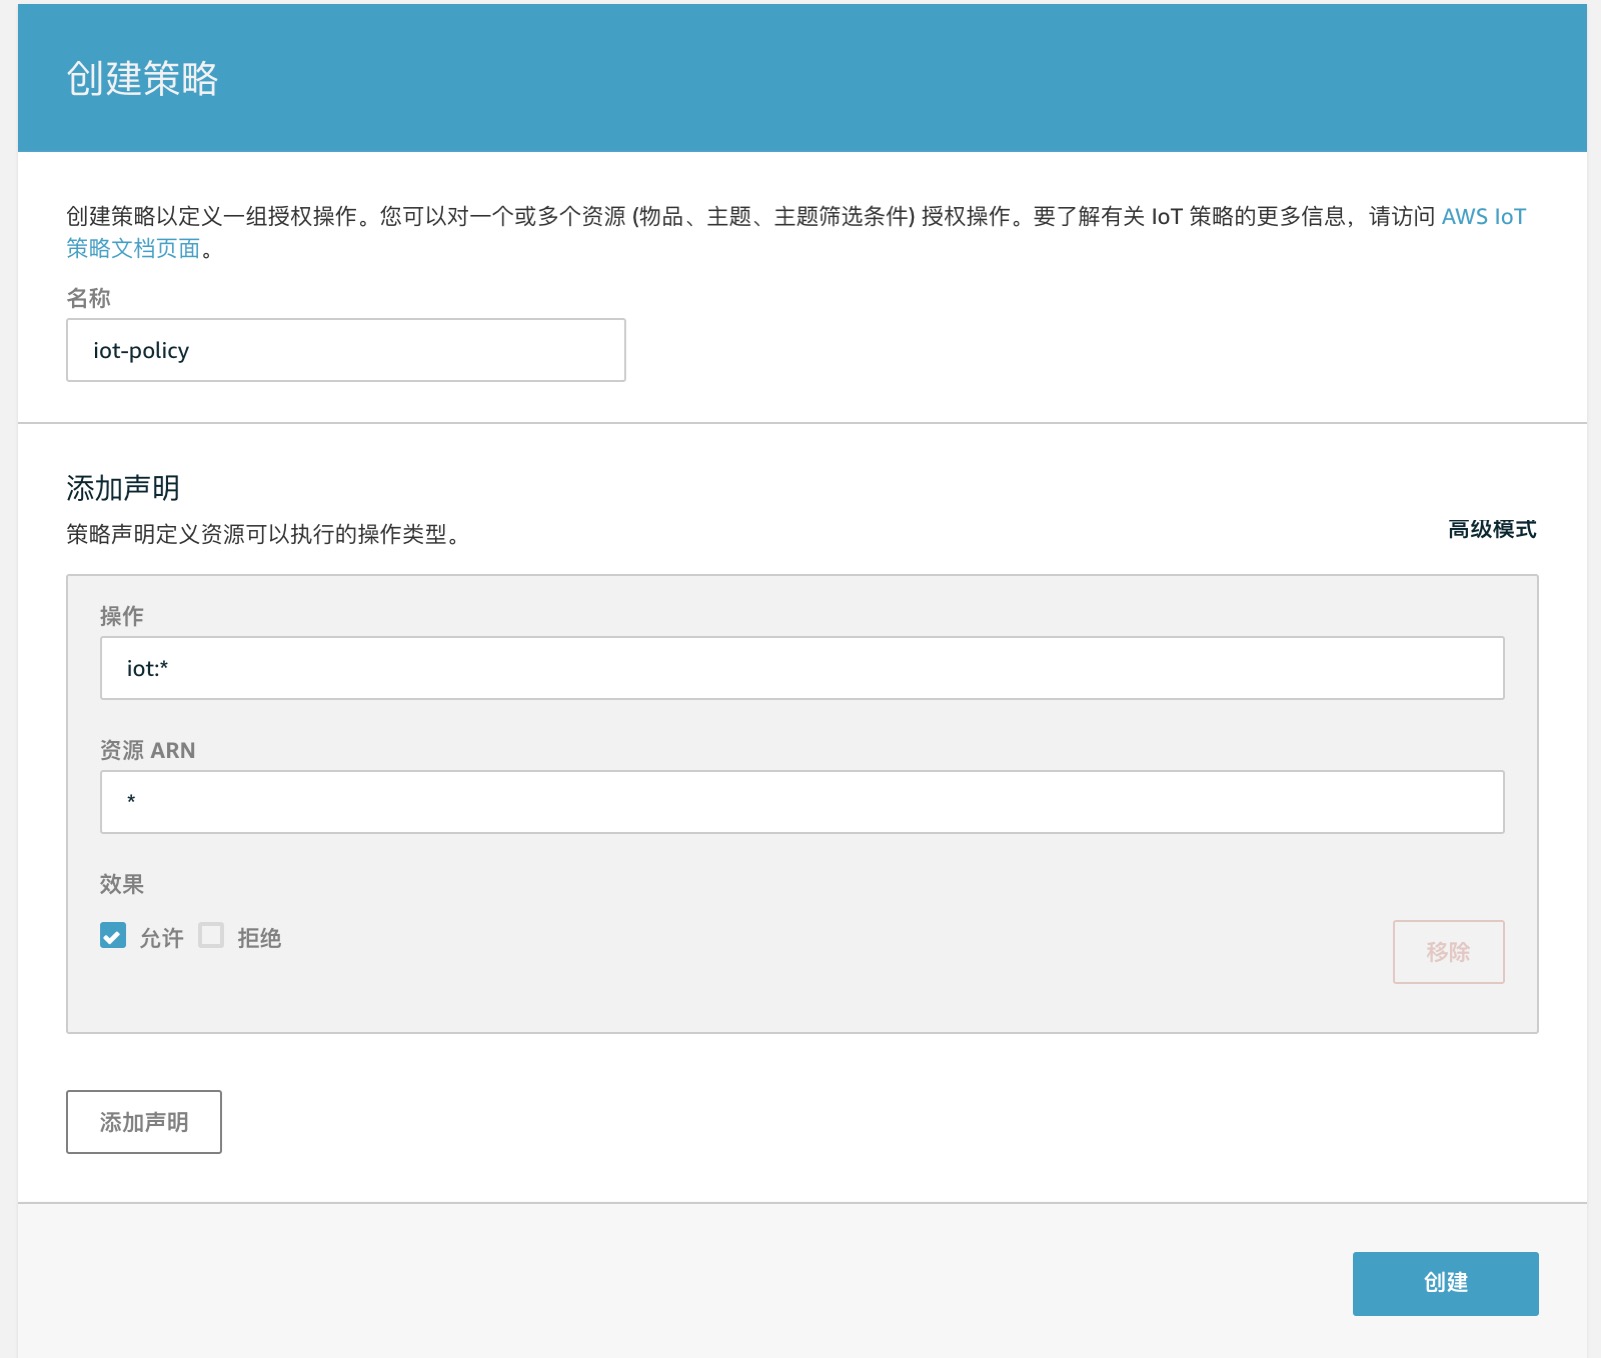 创建策略
创建策略以定义一组授权操作。您可以对一个或多个资源 (物品、主题、主题筛选条件) 授权操作。要了解有关 IoT 策略的更多信息，请访问 AWS IoT
策略文档页面。
名称
iot-policy
添加声明
策略声明定义资源可以执行的操作类型。
高级模式
操作
iot:*
资源 ARN
*
效果
允许 拒绝
移除
添加声明
创建